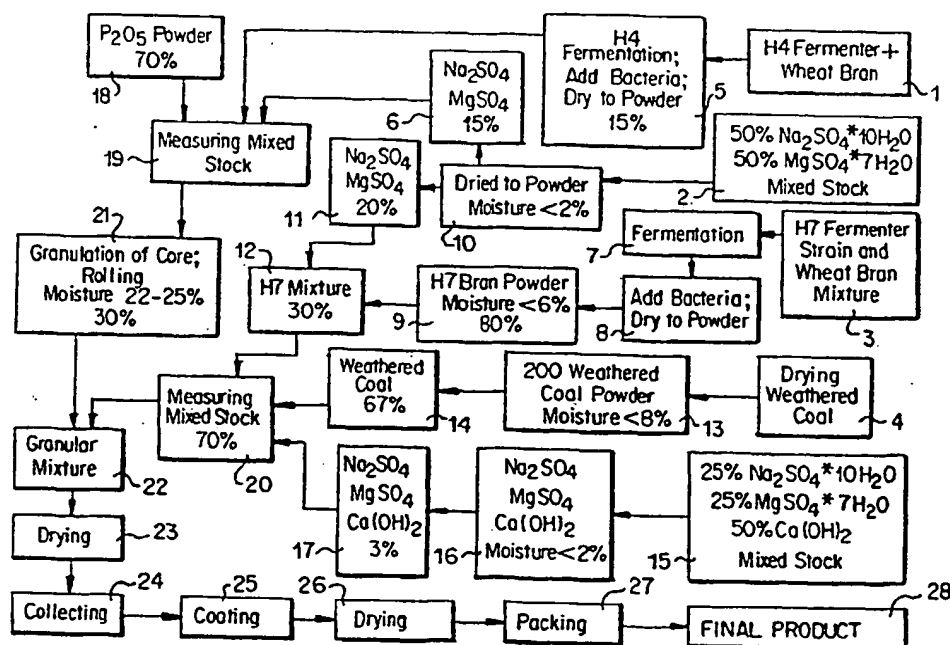 P2O5 Powder
70%
18
H4
Fermentation;
Add Bacteria;
Dry to Powder
15%
5
H4 Fermenter +
Wheat Bran
1
Na2SO4
MgSO4
15%
6
Measuring Mixed
Stock
19
50% Na2SO4*10H2O
50% MgSO4*7H2O
Mixed Stock
2
Na2SO4
MgSO4
20%
11
Dried to Powder
Moisture <2%
10
21
Granulation of Core;
Rolling
Moisture 22-25%
30%
12
H7 Mixture
30%
Fermentation
7
H7 Fermenter
Strain and
Wheat Bran
Mixture
3
H7 Bran Powder
Moisture <6%
80%
9
Add Bacteria;
Dry to Powder
8
Measuring
Mixed Stock
70%
20
Weathered
Coal
67%
14
200 Weathered
Coal Powder
Moisture <8%
13
Drying
Weathered
Coal
4
Granular
Mixture
22
Na2SO4
MgSO4
Ca(OH)2
3%
17
Na2SO4
MgSO4
Ca(OH)2
Moisture <2%
16
25% Na2SO4*10H2O
25% MgSO4*7H2O
50% Ca(OH)2
Mixed Stock
15
Drying
23
Collecting
24
Coating
25
Drying
26
Packing
27
FINAL PRODUCT
28